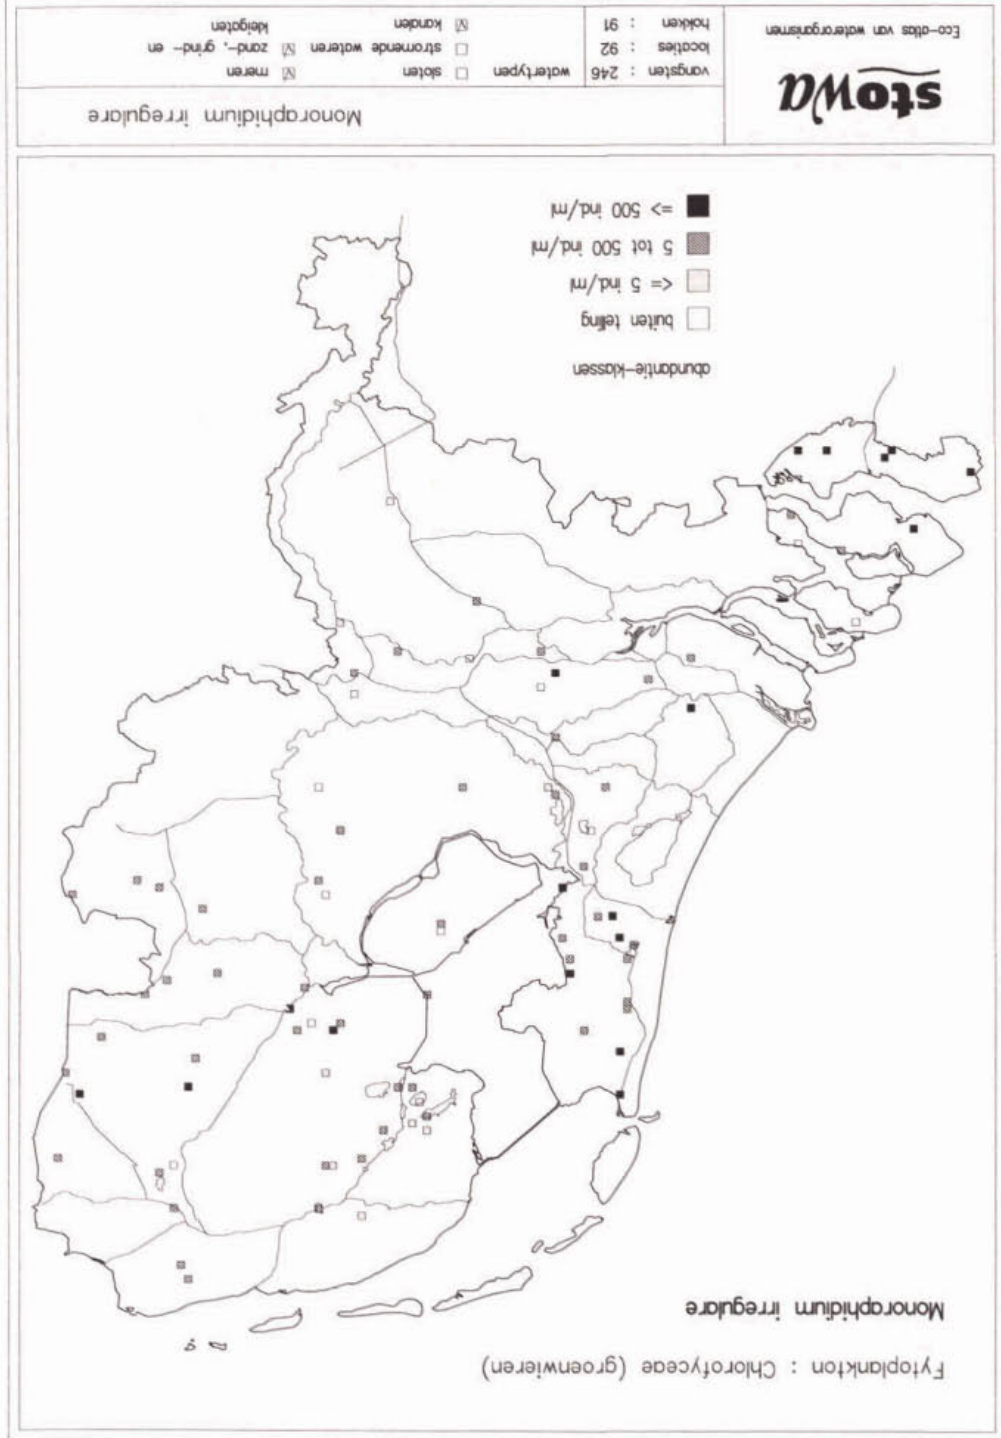 Fytoplankton : Chlorofyceae (groenwieren)
Monoraphidium irregulare
abundantie-klassen
buiten telling
<= 5 ind./ml
5 tot 500 ind./ml
=> 500 ind./ml
stowa
Eco-atlas van waterorganismen
Monoraphidium irregulare
vangsten : 246
locaties : 92
hokken : 91
watertypen
sloten
stromende wateren
kanalen
meren
zand-, grind- en
kleigaten